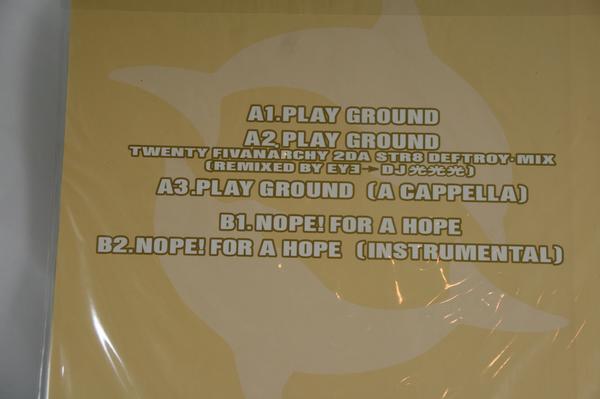 A1.PLAY GROUND
A2.PLAY GROUND
TWENTY FIVANARCHY 2DA STR8 DEFTROY-MIX
(REMIXED BY EYƎ→DJ光光光)
A3.PLAY GROUND (A CAPPELLA)
B1.NOPE! FOR A HOPE
B2.NOPE! FOR A HOPE (INSTRUMENTAL)